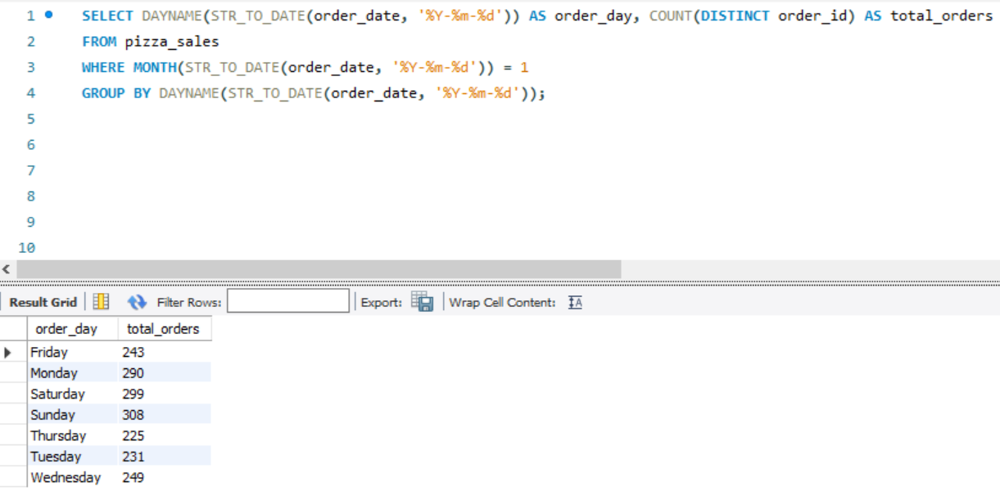 1 SELECT DAYNAME(STR_TO_DATE(order_date, '%Y-%m-%d')) AS order_day, COUNT(DISTINCT order_id) AS total_orders
2 FROM pizza_sales
3 WHERE MONTH(STR_TO_DATE(order_date, '%Y-%m-%d')) = 1
4 GROUP BY DAYNAME(STR_TO_DATE(order_date, '%Y-%m-%d'));
5
6
7
8
9
10
Result Grid Filter Rows: Export: Wrap Cell Content: IA
order_day total_orders
Friday 243
Monday 290
Saturday 299
Sunday 308
Thursday 225
Tuesday 231
Wednesday 249